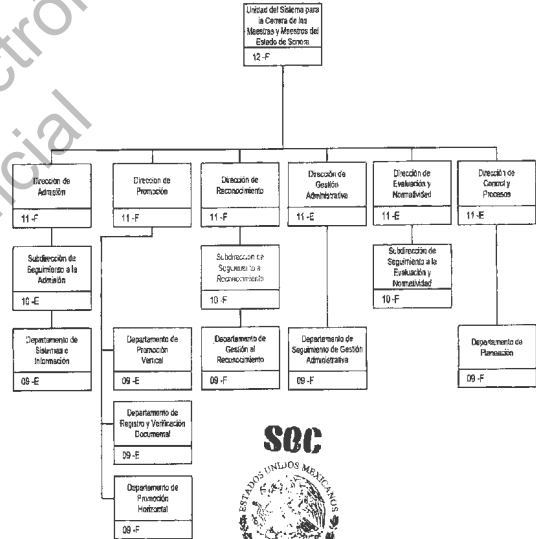 Unidad del Sistema para
la Carrera de las
Maestras y Maestros del
Estado de Sonora
12 -F
Dirección de
Admisión
11 -F
Dirección de
Promoción
11 -F
Dirección de
Reconocimiento
11 -F
Dirección de
Gestión
Administrativa
11 -E
Dirección de
Evaluación y
Normatividad
11 -E
Dirección de
Control y
Procesos
11 -E
Subdirección de
Seguimiento a la
Admisión
10 -E
Subdirección de
Seguimiento a
Reconocimiento
10 -F
Subdirección de
Seguimiento a la
Evaluación y
Normatividad
10 -F
Departamento de
Sistemas e
Información
09 -E
Departamento de
Promoción
Vertical
09 -E
Departamento de
Gestión al
Reconocimiento
09 -F
Departamento de
Seguimiento de Gestión
Administrativa
09 -F
Departamento de
Planeación
09 -F
Departamento de
Registro y Verificación
Documental
09 -E
Departamento de
Promoción
Horizontal
09 -F
ESTADOS UNIDOS MEXICANOS